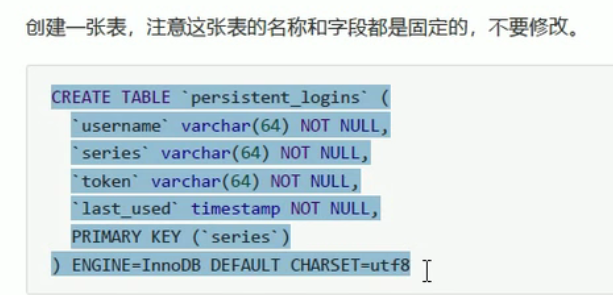 创建一张表，注意这张表的名称和字段都是固定的，不要修改。
CREATE TABLE `persistent_logins` (
`username` varchar(64) NOT NULL,
`series` varchar(64) NOT NULL,
`token` varchar(64) NOT NULL,
`last_used` timestamp NOT NULL,
PRIMARY KEY (`series`)
) ENGINE=InnoDB DEFAULT CHARSET=utf8